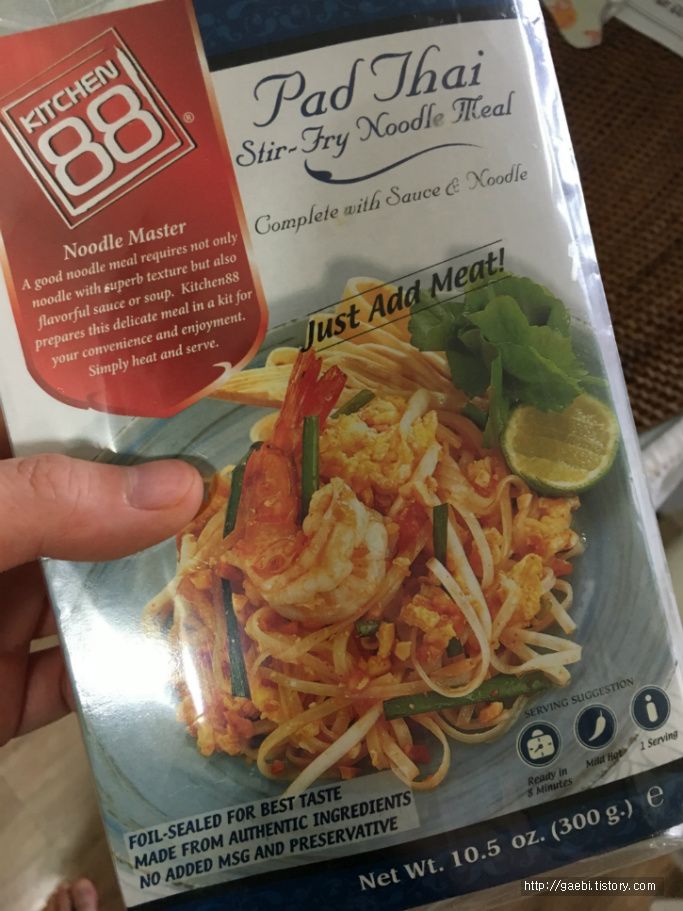 KITCHEN
88®
Noodle Master
A good noodle meal requires not only
noodle with superb texture but also
flavorful sauce or soup. Kitchen88
prepares this delicate meal in a kit for
your convenience and enjoyment.
Simply heat and serve.
Pad Thai
Stir-Fry Noodle Meal
Complete with Sauce & Noodle
Just Add Meat!
SERVING SUGGESTION
Ready in
8 Minutes
Mild Hot
1 Serving
FOIL-SEALED FOR BEST TASTE
MADE FROM AUTHENTIC INGREDIENTS
NO ADDED MSG AND PRESERVATIVE
Net Wt. 10.5 oz. (300 g.) ℮
http://gaebi.tistory.com